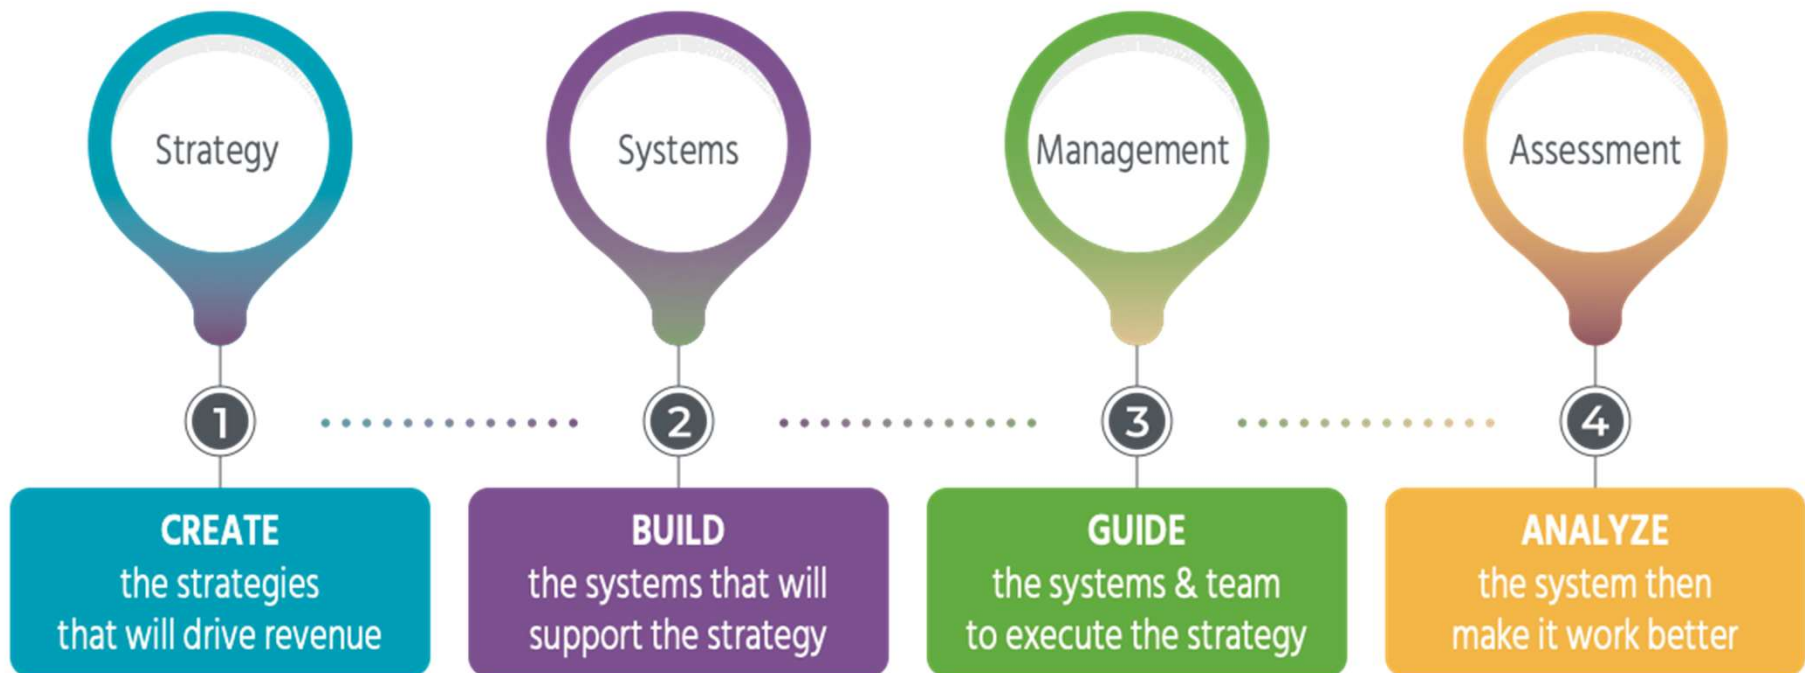 Strategy
Systems
Management
Assessment
1
2
3
4
CREATE
the strategies
that will drive revenue
BUILD
the systems that will
support the strategy
GUIDE
the systems & team
to execute the strategy
ANALYZE
the system then
make it work better